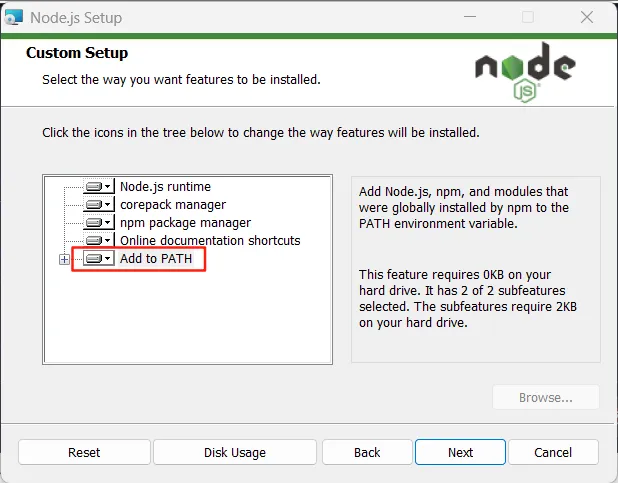 Node.js Setup
Custom Setup
Select the way you want features to be installed.
node
JS
Click the icons in the tree below to change the way features will be installed.
Node.js runtime
corepack manager
npm package manager
Online documentation shortcuts
Add to PATH
Add Node.js, npm, and modules that
were globally installed by npm to the
PATH environment variable.
This feature requires 0KB on your
hard drive. It has 2 of 2 subfeatures
selected. The subfeatures require 2KB
on your hard drive.
Browse...
Reset
Disk Usage
Back
Next
Cancel